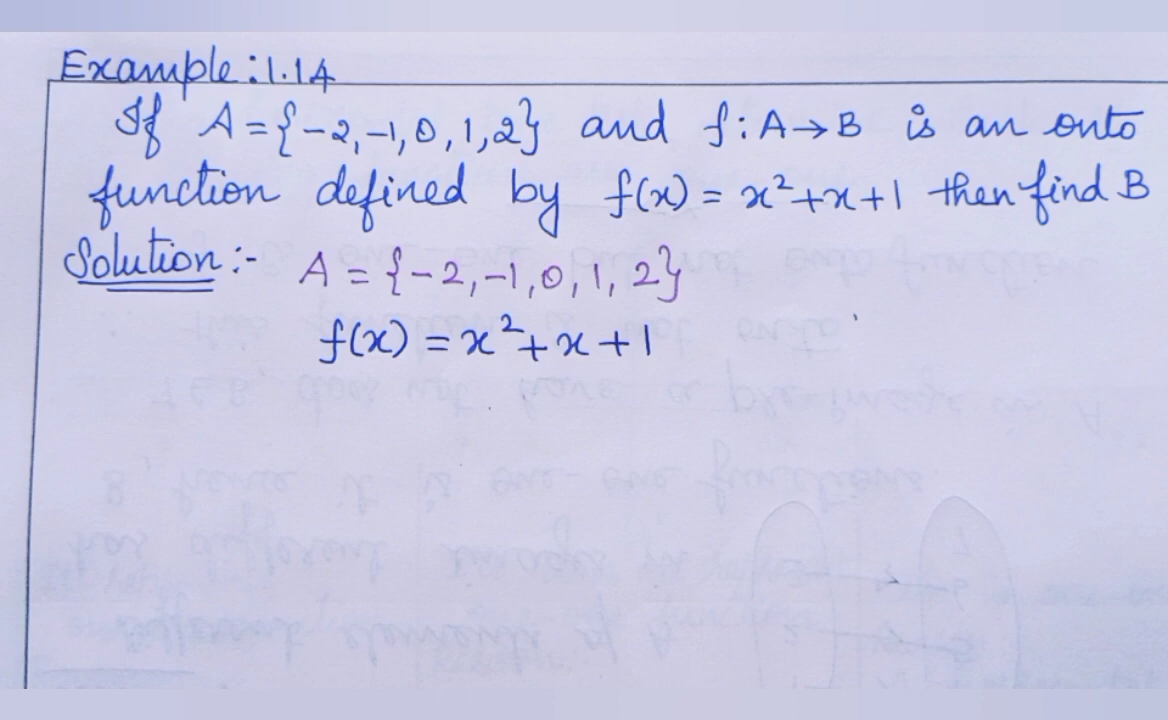 Example : 1.14
If A = {-2, -1, 0, 1, 2} and f : A → B is an onto
function defined by f(x) = x² + x + 1 then find B
Solution :- A = {-2, -1, 0, 1, 2}
f(x) = x² + x + 1